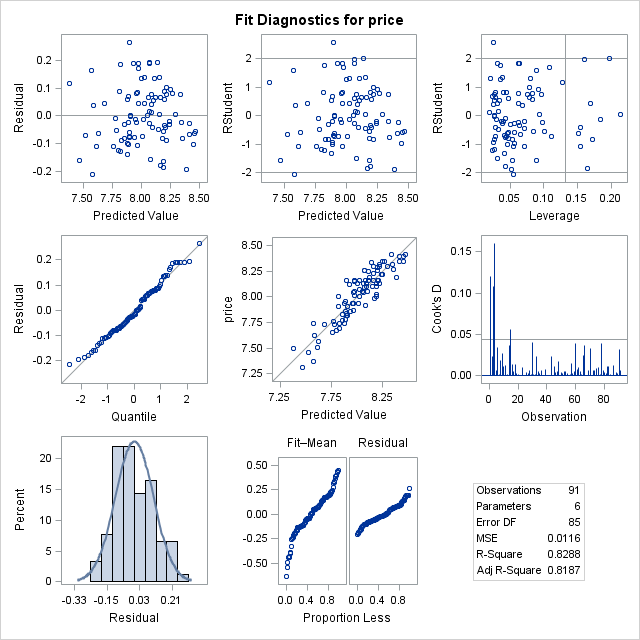 Fit Diagnostics for price
Residual
0.2
0.1
0.0
-0.1
-0.2
7.50 7.75 8.00 8.25 8.50
Predicted Value
RStudent
2
1
0
-1
-2
7.50 7.75 8.00 8.25 8.50
Predicted Value
RStudent
2
1
0
-1
-2
0.05 0.10 0.15 0.20
Leverage
Residual
0.2
0.1
0.0
-0.1
-0.2
-2 -1 0 1 2
Quantile
price
8.50
8.25
8.00
7.75
7.50
7.25
7.25 7.75 8.25
Predicted Value
Cook's D
0.15
0.10
0.05
0.00
0 20 40 60 80
Observation
Percent
20
15
10
5
0
-0.33 -0.15 0.03 0.21
Residual
Fit–Mean Residual
0.50
0.25
0.00
-0.25
-0.50
0.0 0.4 0.8 0.0 0.4 0.8
Proportion Less
Observations 91
Parameters 6
Error DF 85
MSE 0.0116
R-Square 0.8288
Adj R-Square 0.8187